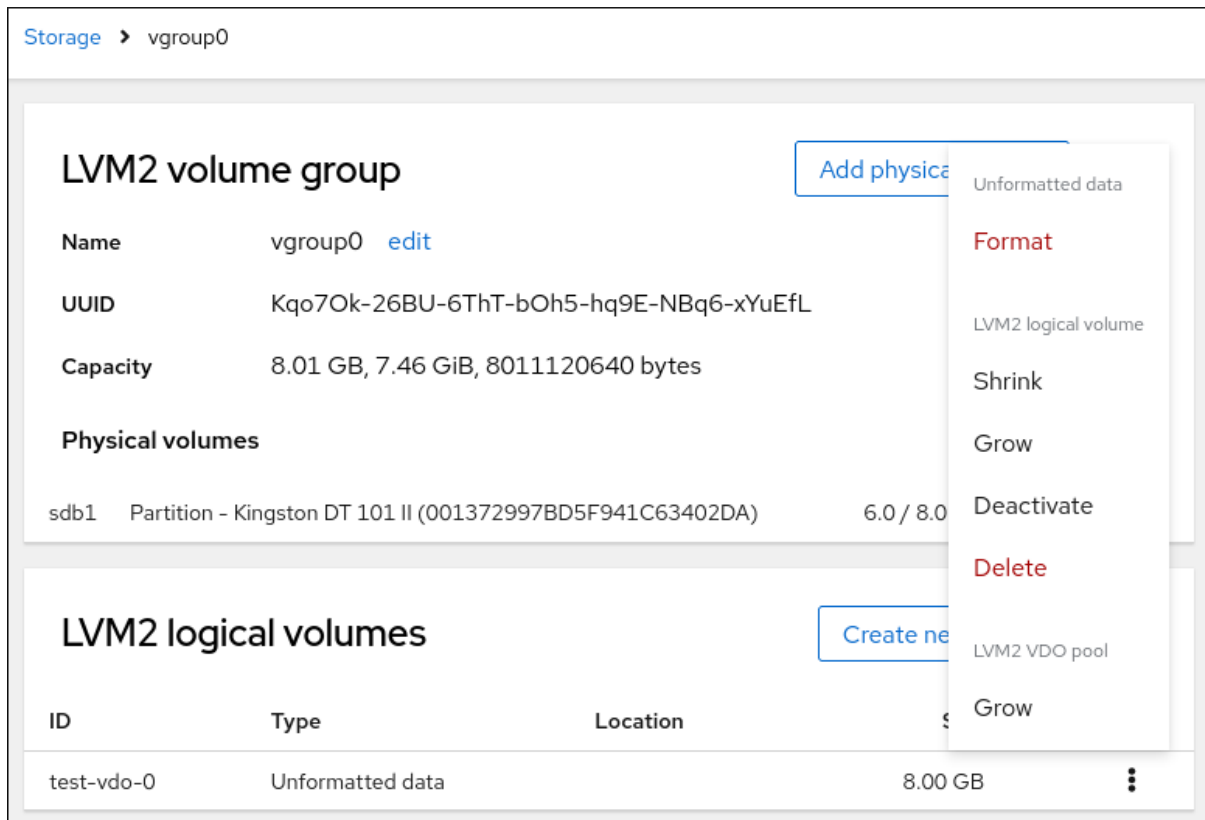 Storage > vgroup0
LVM2 volume group
Add physica
Name vgroup0 edit
UUID Kqo7Ok-26BU-6ThT-bOh5-hq9E-NBq6-xYuEfL
Capacity 8.01 GB, 7.46 GiB, 8011120640 bytes
Physical volumes
sdb1 Partition - Kingston DT 101 II (001372997BD5F941C63402DA) 6.0 / 8.0
Unformatted data
Format
LVM2 logical volume
Shrink
Grow
Deactivate
Delete
LVM2 VDO pool
Grow
LVM2 logical volumes
Create ne
ID Type Location
test-vdo-0 Unformatted data 8.00 GB